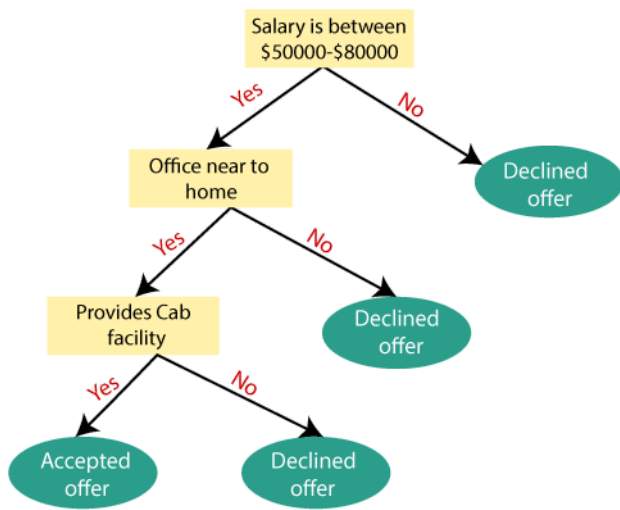 Salary is between
$50000-$80000
Yes
No
Office near to
home
Declined
offer
Yes
No
Provides Cab
facility
Declined
offer
Yes
No
Accepted
offer
Declined
offer